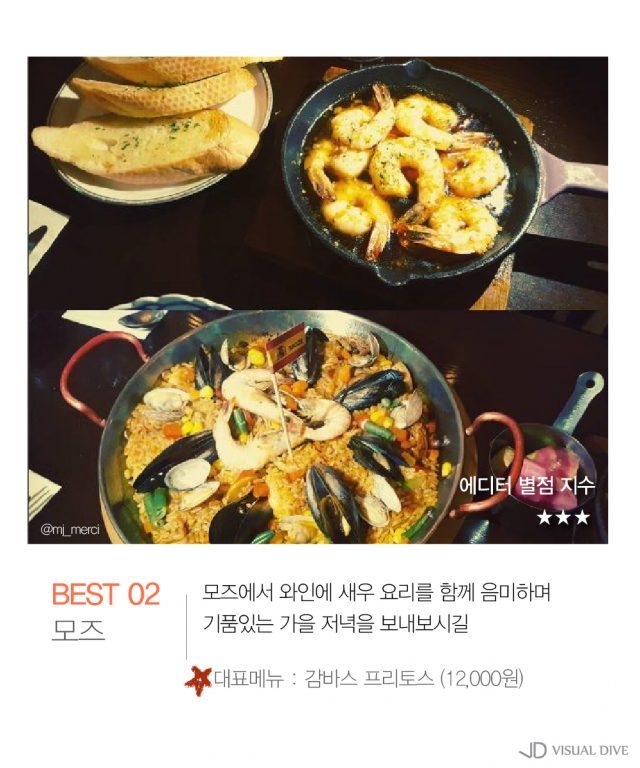 에디터 별점 지수
★★★
@mj_merci
BEST 02
모즈
모즈에서 와인에 새우 요리를 함께 음미하며
기품있는 가을 저녁을 보내보시길
대표메뉴 : 감바스 프리토스 (12,000원)
VD VISUAL DIVE